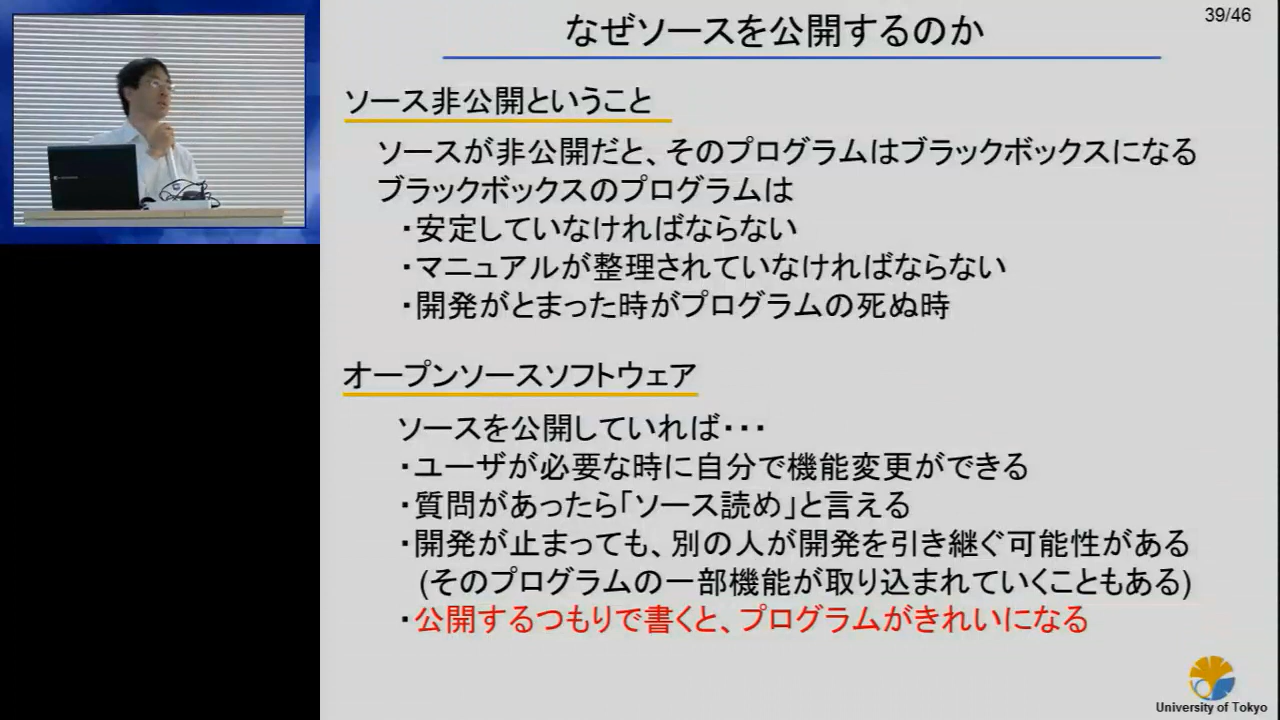 39/46
なぜソースを公開するのか
ソース非公開ということ
ソースが非公開だと、そのプログラムはブラックボックスになる
ブラックボックスのプログラムは
・安定していなければならない
・マニュアルが整理されていなければならない
・開発がとまった時がプログラムの死ぬ時
オープンソースソフトウェア
ソースを公開していれば・・・
・ユーザが必要な時に自分で機能変更ができる
・質問があったら「ソース読め」と言える
・開発が止まっても、別の人が開発を引き継ぐ可能性がある
(そのプログラムの一部機能が取り込まれていくこともある)
・公開するつもりで書くと、プログラムがきれいになる
University of Tokyo